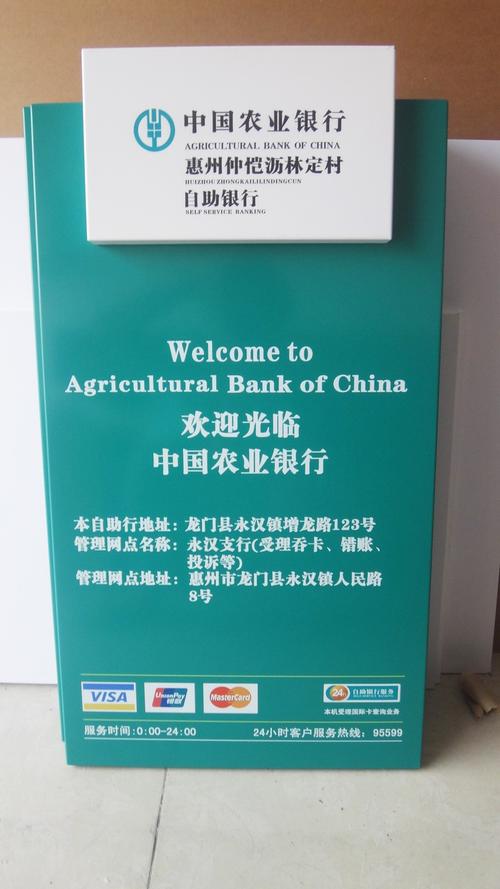 中国农业银行
AGRICULTURAL BANK OF CHINA
惠州仲恺沥林定村
HUIZHOUZHONGKAILILINDINGCUN
自助银行
SELF SERVICE BANKING
Welcome to
Agricultural Bank of China
欢迎光临
中国农业银行
本自助行地址：龙门县永汉镇增龙路123号
管理网点名称：永汉支行(受理吞卡、错账、
投诉等)
管理网点地址：惠州市龙门县永汉镇人民路
8号
VISA
UnionPay
银联
MasterCard
24h
自助银行服务
SELF-SERVICE BANKING
本机受理国际卡查询业务
服务时间:0:00-24:00
24小时客户服务热线：95599